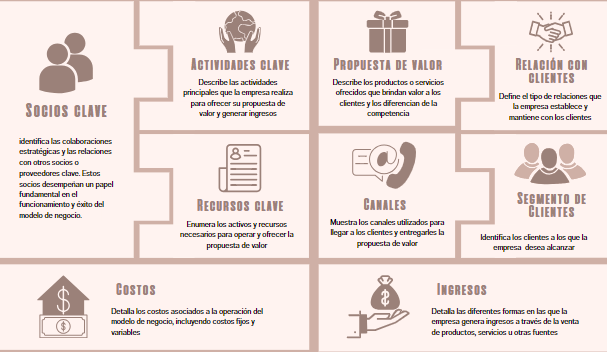 SOCIOS CLAVE
identifica las colaboraciones
estratégicas y las relaciones
con otros socios o
proveedores clave. Estos
socios desempeñan un papel
fundamental en el
funcionamiento y éxito del
modelo de negocio.
ACTIVIDADES CLAVE
Describe las actividades
principales que la empresa realiza
para ofrecer su propuesta de
valor y generar ingresos
RECURSOS CLAVE
Enumera los activos y recursos
necesarios para operar y ofrecer la
propuesta de valor
PROPUESTA DE VALOR
Describe los productos o servicios
ofrecidos que brindan valor a los
clientes y los diferencian de la
competencia
CANALES
Muestra los canales utilizados para
llegar a los clientes y entregarles la
propuesta de valor
RELACIÓN CON
CLIENTES
Define el tipo de relaciones que
la empresa establece y
mantiene con los clientes
SEGMENTO DE
CLIENTES
Identifica los clientes a los que la
empresa desea alcanzar
COSTOS
Detalla los costos asociados a la operación del
modelo de negocio, incluyendo costos fijos y
variables
INGRESOS
Detalla las diferentes formas en las que la
empresa genera ingresos a través de la venta
de productos, servicios u otras fuentes